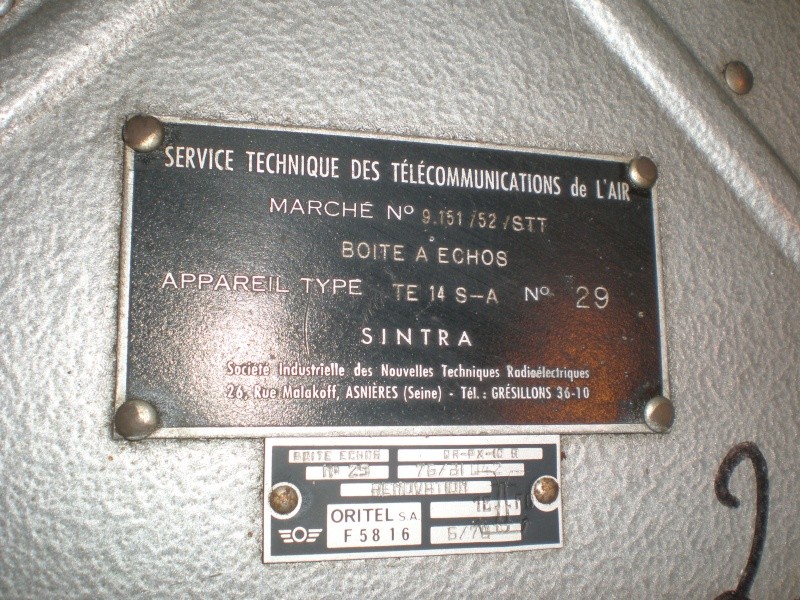 SERVICE TECHNIQUE DES TÉLÉCOMMUNICATIONS de L'AIR
MARCHÉ Nº 9.151/52/STT
BOITE A ECHOS
APPAREIL TYPE TE 14 S-A Nº 29
SINTRA
Société Industrielle des Nouvelles Techniques Radioélectriques
26, Rue Malakoff, ASNIÈRES (Seine) - Tél.: GRÉSILLONS 36-10
BOITE ECHOS
Nº 29
RENOVATION
ORITEL S.A.
F 5816